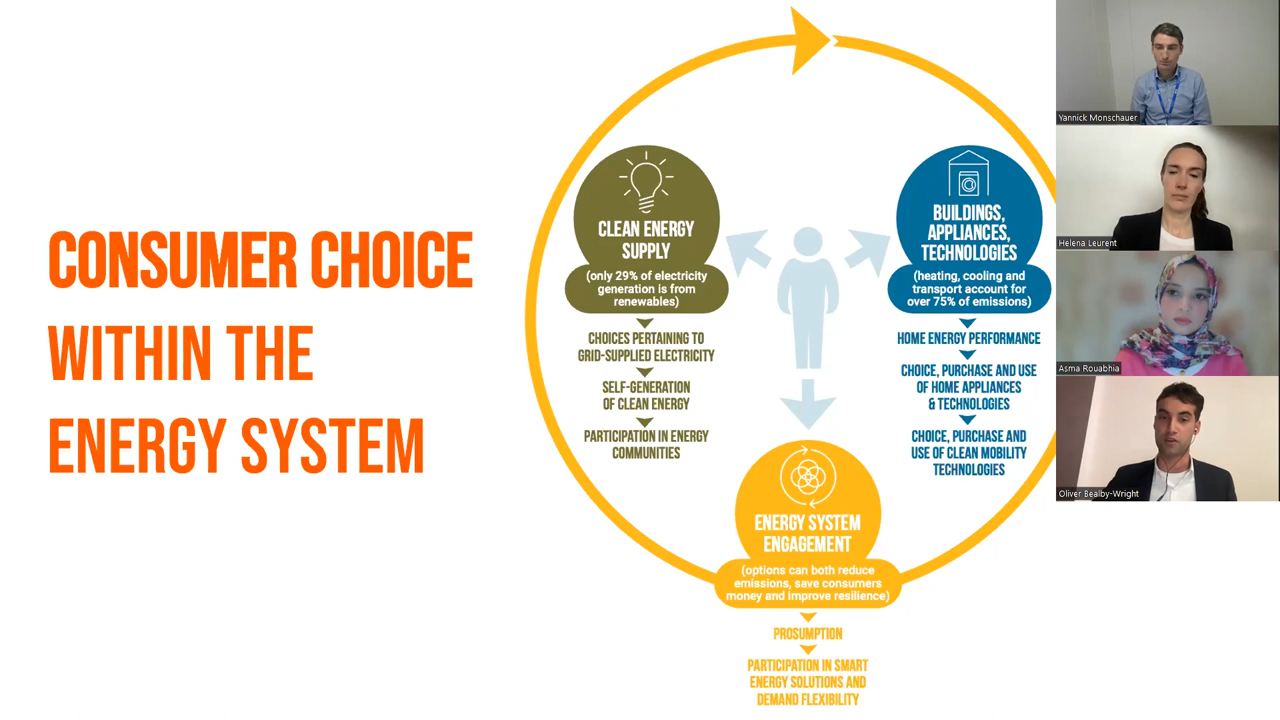 CONSUMER CHOICE
WITHIN THE
ENERGY SYSTEM
CLEAN ENERGY
SUPPLY
(only 29% of electricity
generation is from
renewables)
CHOICES PERTAINING TO
GRID-SUPPLIED ELECTRICITY
SELF-GENERATION
OF CLEAN ENERGY
PARTICIPATION IN ENERGY
COMMUNITIES
BUILDINGS,
APPLIANCES,
TECHNOLOGIES
(heating, cooling and
transport account for
over 75% of emissions)
HOME ENERGY PERFORMANCE
CHOICE, PURCHASE AND USE
OF HOME APPLIANCES
& TECHNOLOGIES
CHOICE, PURCHASE AND
USE OF CLEAN MOBILITY
TECHNOLOGIES
ENERGY SYSTEM
ENGAGEMENT
(options can both reduce
emissions, save consumers
money and improve resilience)
PROSUMPTION
PARTICIPATION IN SMART
ENERGY SOLUTIONS AND
DEMAND FLEXIBILITY
Yannick Monschauer
Helena Leurent
Asma Rouabhia
Oliver Bealby-Wright